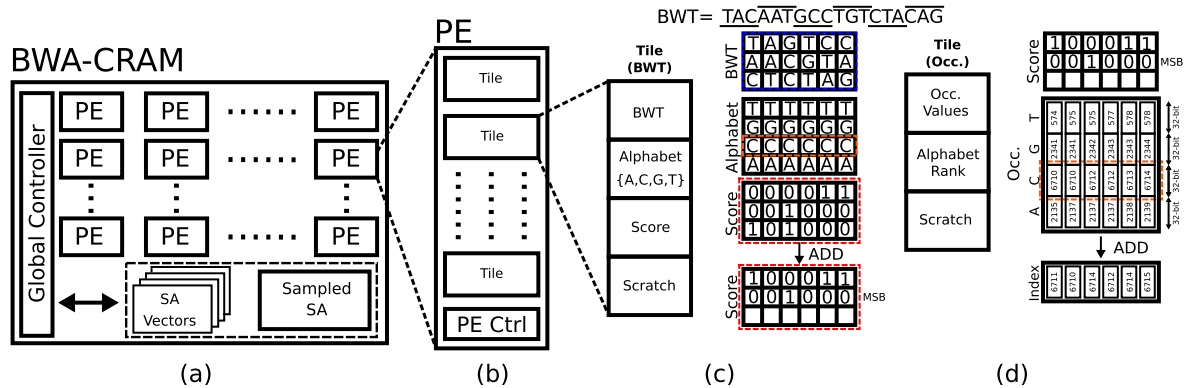 BWA-CRAM
Global Controller
PE PE ······ PE
PE PE ······ PE
PE PE ······ PE
SA
Vectors
Sampled
SA
(a)
PE
Tile
Tile
Tile
PE Ctrl
(b)
BWT= TACAATGCCTGTCTACAG
Tile
(BWT)
BWT
Alphabet
{A,C,G,T}
Score
Scratch
BWT
T A G T C C
A A C G T A
C T C T A G
Alphabet
T T T T T T
G G G G G G
C C C C C C
A A A A A A
Score
0 0 0 0 1 1
0 0 1 0 0 0
1 0 1 0 0 0
ADD
Score
1 0 0 0 1 1
0 0 1 0 0 0
MSB
(c)
Tile
(Occ.)
Occ.
Values
Alphabet
Rank
Scratch
Score
1 0 0 0 1 1
0 0 1 0 0 0
MSB
Occ.
T 574 575 575 577 578 578 32-bit
G 2341 2341 2342 2343 2343 2344 32-bit
C 6710 6710 6712 6712 6713 6714 32-bit
A 2135 2137 2137 2137 2138 2139 32-bit
ADD
Index
6711 6710 6714 6712 6714 6715
(d)